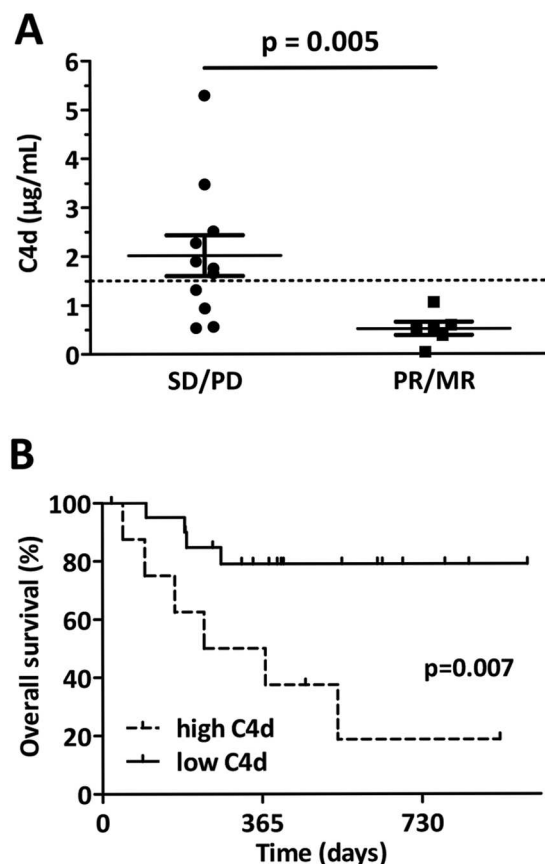 A
p = 0.005
C4d (µg/mL)
6
5
4
3
2
1
0
SD/PD PR/MR
B
Overall survival (%)
100
80
60
40
20
0
p=0.007
high C4d
low C4d
0 365 730
Time (days)